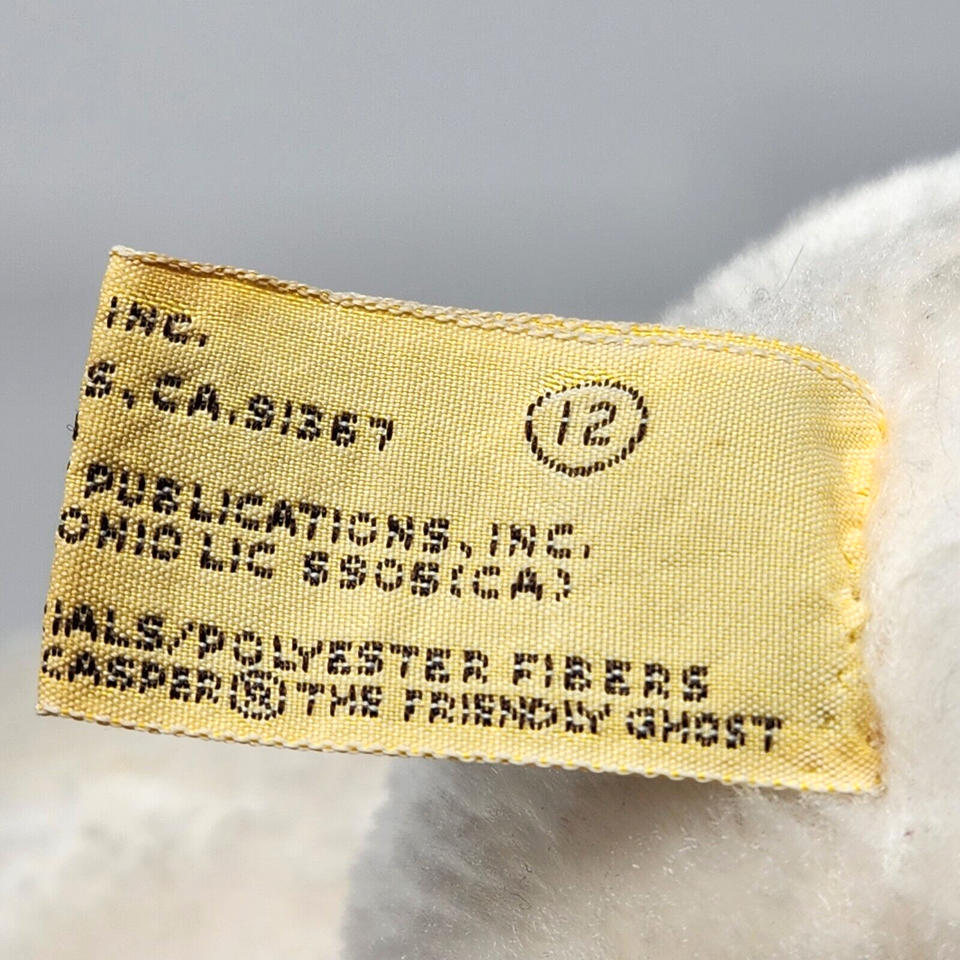 INC.
S, CA. 91367
12
PUBLICATIONS, INC.
OHIO LIC 5905(CA)
IALS/POLYESTER FIBERS
CASPER® THE FRIENDLY GHOST